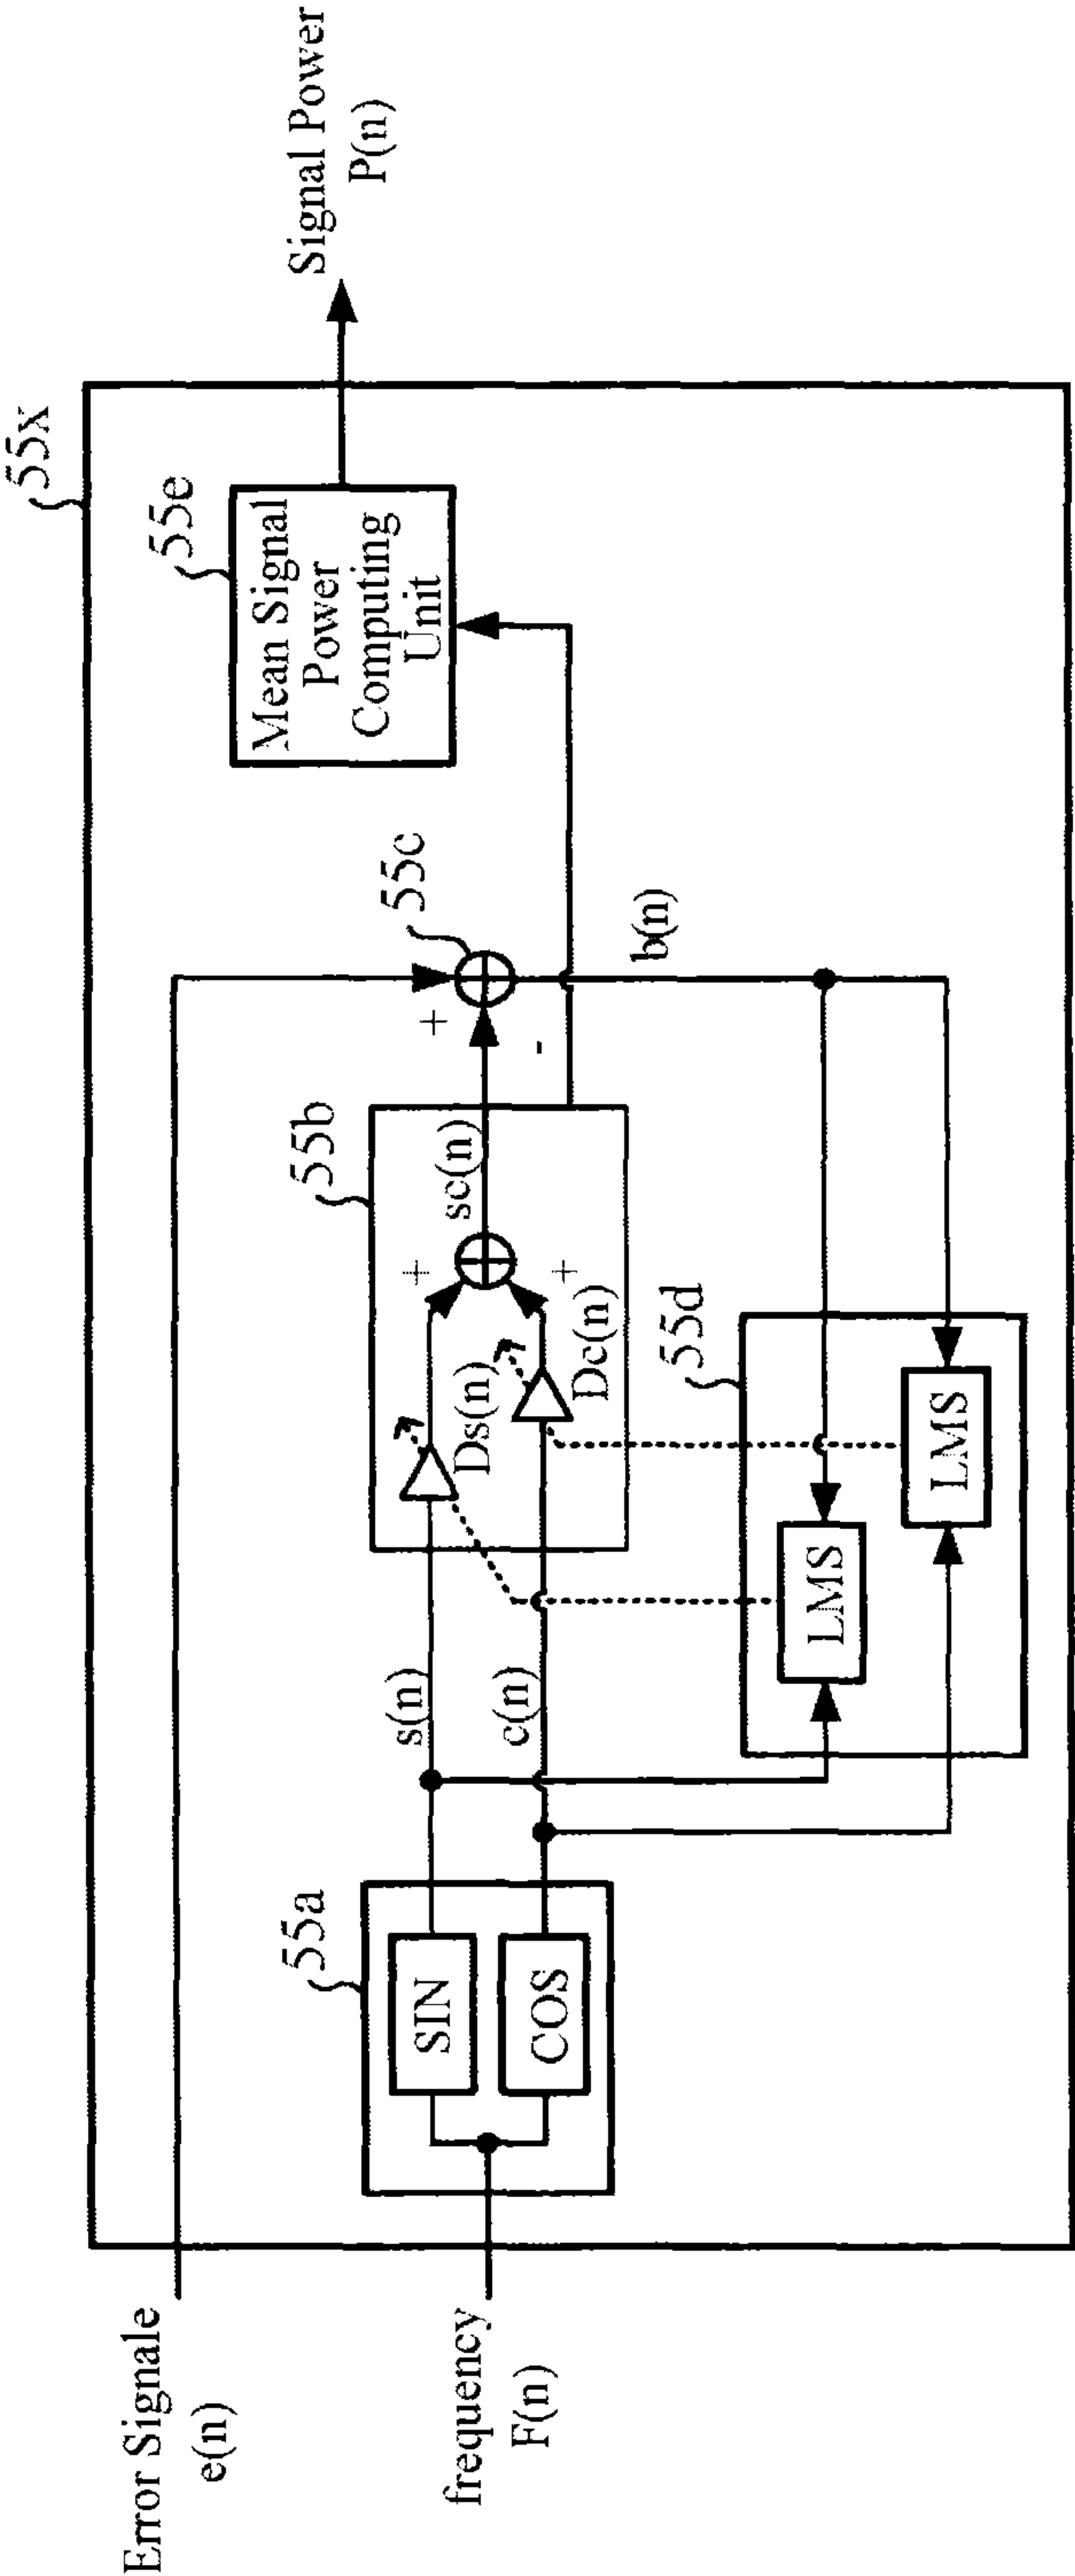 Error Signale
e(n)
frequency
F(n)
55a
SIN
COS
s(n)
c(n)
55b
Ds(n)
Dc(n)
+
+
sc(n)
55c
+
-
b(n)
55d
LMS
LMS
55e
Mean Signal
Power
Computing
Unit
55x
Signal Power
P(n)